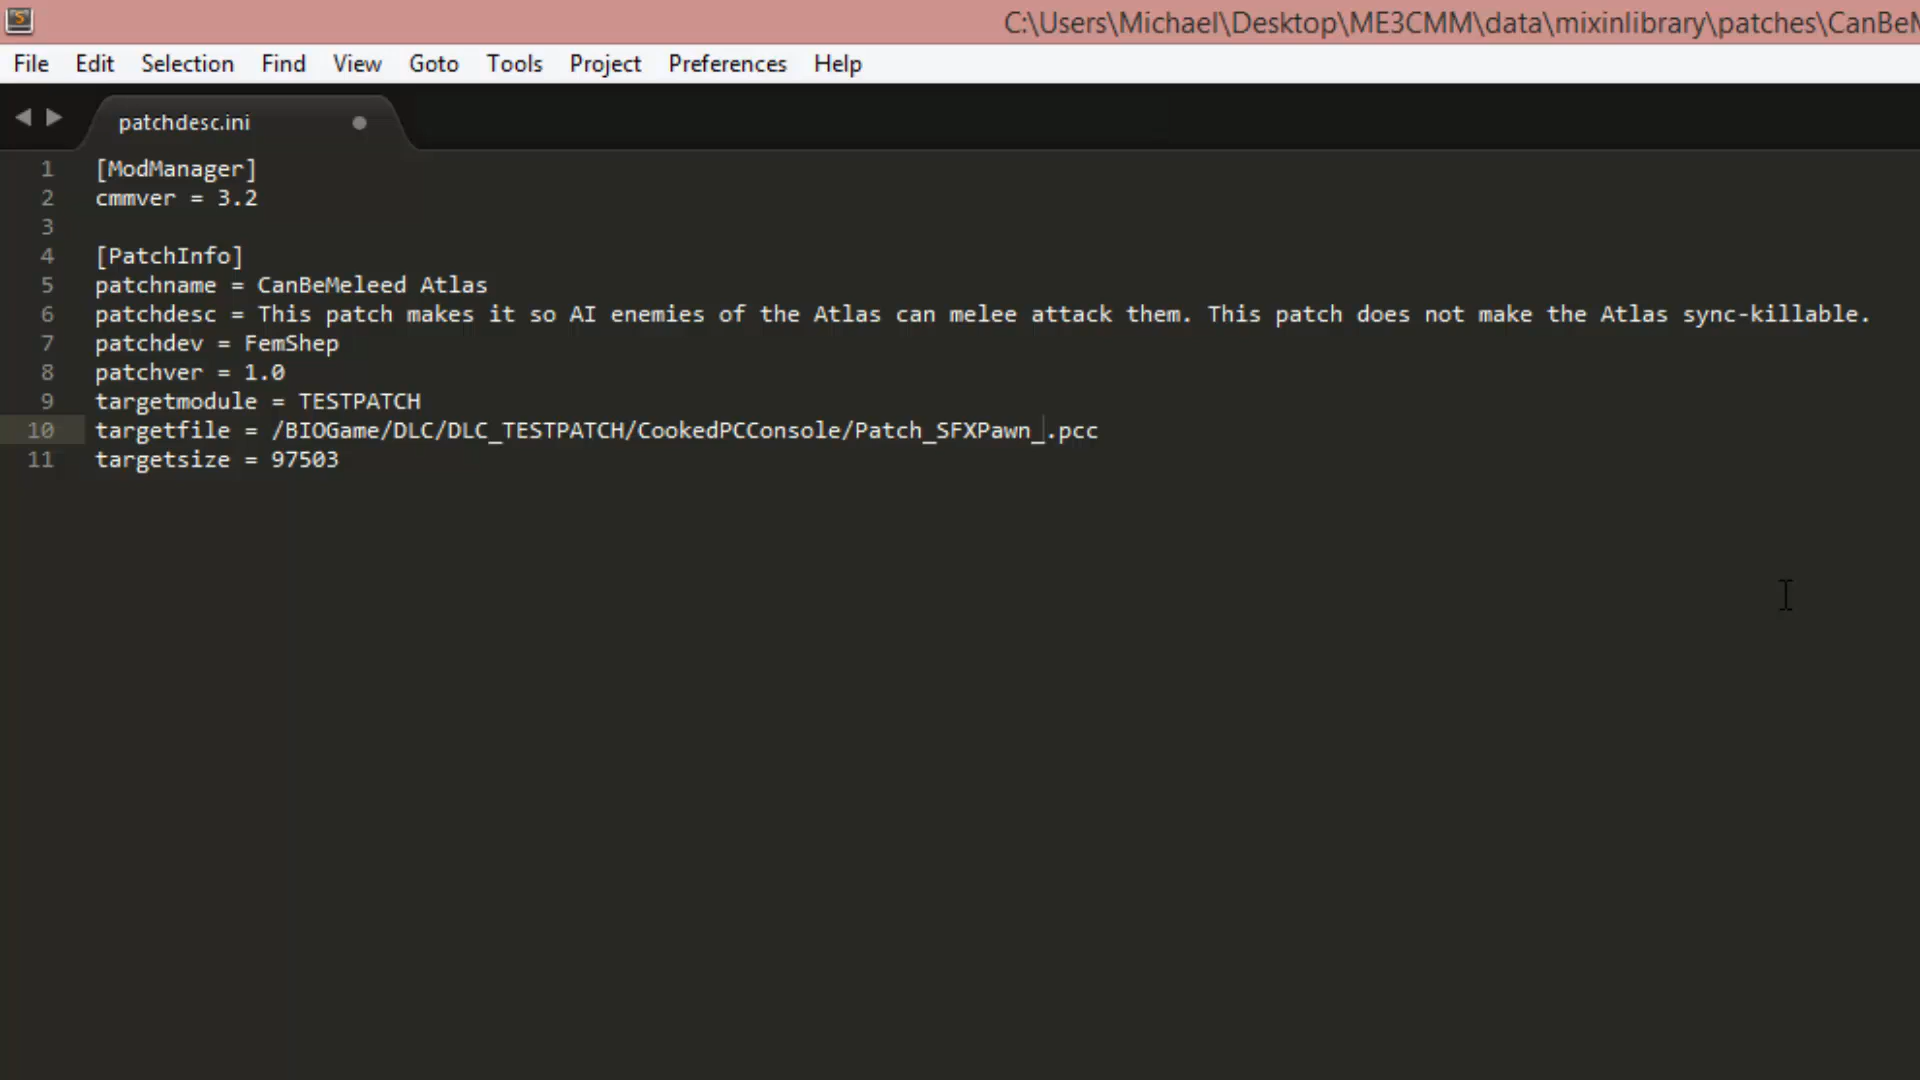 C:\Users\Michael\Desktop\ME3CMM\data\mixinlibrary\patches\CanBeM
File Edit Selection Find View Goto Tools Project Preferences Help
patchdesc.ini
1 [ModManager]
2 cmmver = 3.2
3
4 [PatchInfo]
5 patchname = CanBeMeleed Atlas
6 patchdesc = This patch makes it so AI enemies of the Atlas can melee attack them. This patch does not make the Atlas sync-killable.
7 patchdev = FemShep
8 patchver = 1.0
9 targetmodule = TESTPATCH
10 targetfile = /BIOGame/DLC/DLC_TESTPATCH/CookedPCConsole/Patch_SFXPawn_.pcc
11 targetsize = 97503